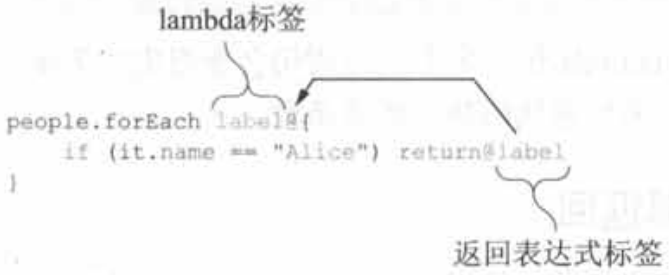 lambda标签
people.forEach label@{
if (it.name == "Alice") return@label
}
返回表达式标签